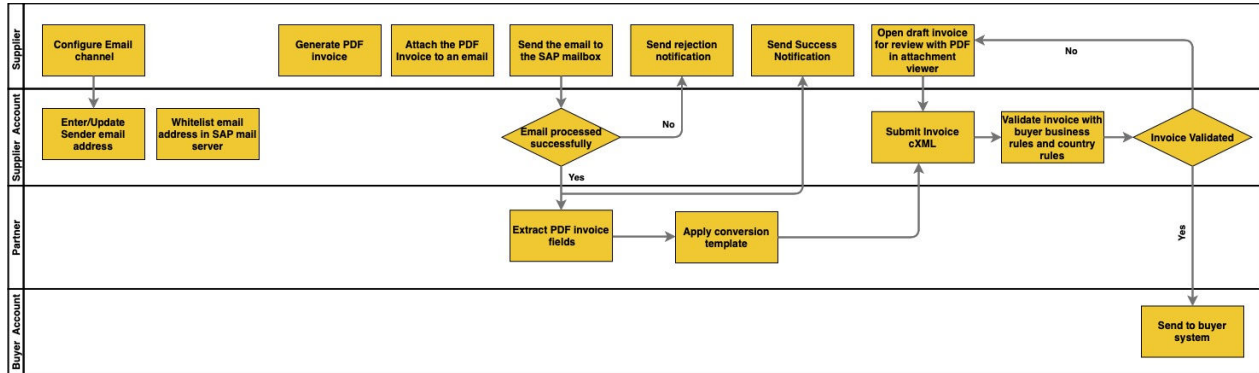 Supplier
Configure Email
channel
Generate PDF
invoice
Attach the PDF
Invoice to an email
Send the email to
the SAP mailbox
Send rejection
notification
Send Success
Notification
Open draft invoice
for review with PDF
in attachment
viewer
No
Supplier Account
Enter/Update
Sender email
address
Whitelist email
address in SAP mail
server
Email processed
successfully
No
Yes
Submit Invoice
cXML
Validate invoice with
buyer business
rules and country
rules
Invoice Validated
Yes
Partner
Extract PDF invoice
fields
Apply conversion
template
Buyer Account
Send to buyer
system